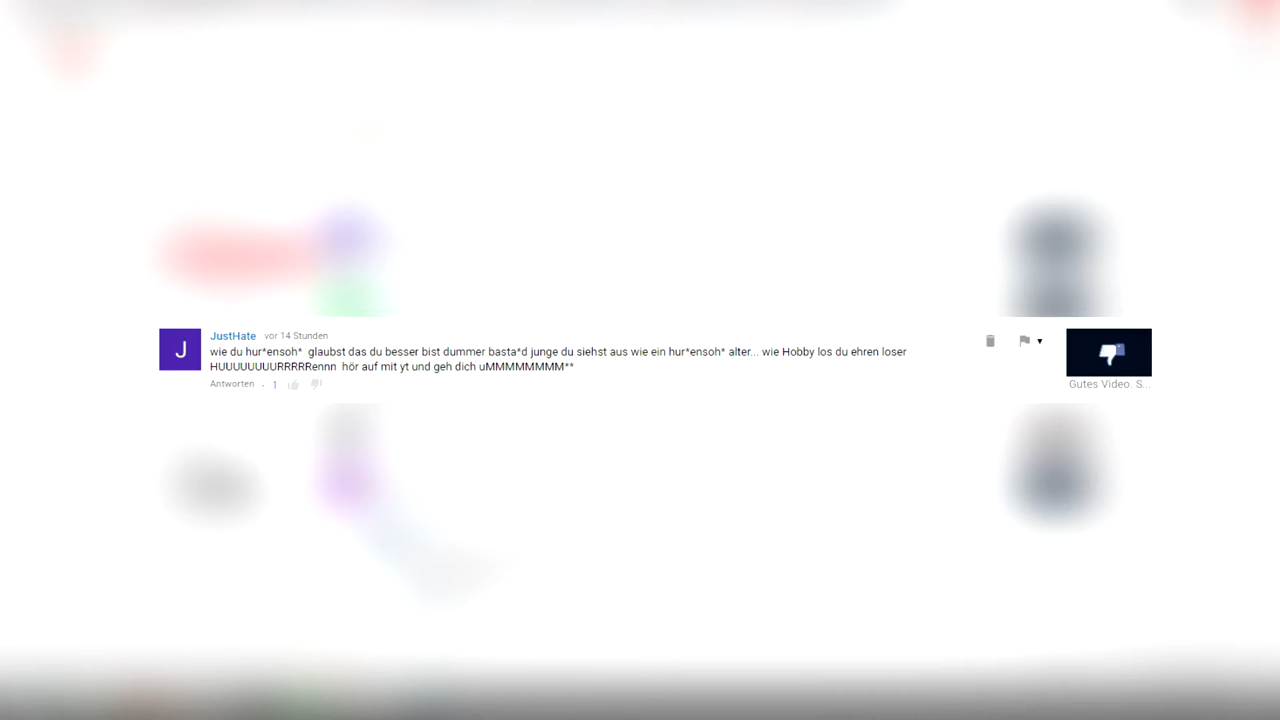 J
JustHate vor 14 Stunden
wie du hur*ensoh* glaubst das du besser bist dummer basta*d junge du siehst aus wie ein hur*ensoh* alter... wie Hobby los du ehren loser
HUUUUUUUURRRRRennn hör auf mit yt und geh dich uMMMMMMMM**
Antworten . 1
Gutes Video. S...